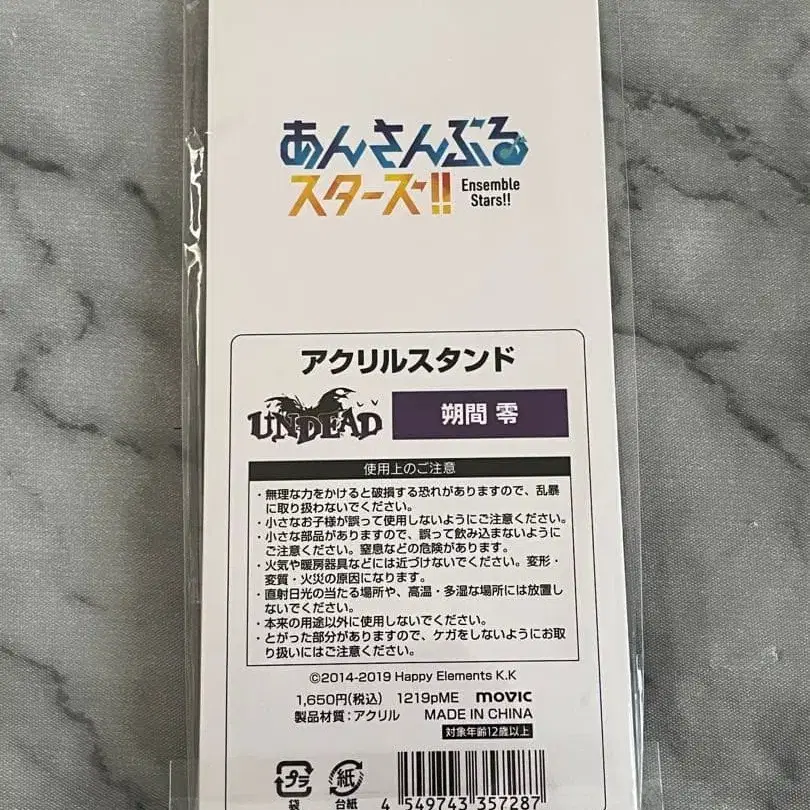 あんさんぶる
スターズ!!
Ensemble
Stars!!
アクリルスタンド
UNDEAD
朔間 零
使用上のご注意
・無理な力をかけると破損する恐れがありますので、乱暴
に取り扱わないでください。
・小さなお子様が誤って使用しないようにご注意ください。
・小さな部品がありますので、誤って飲み込まないように
ご注意ください。窒息などの危険があります。
・火気や暖房器具などには近づけないでください。変形・
変質・火災の原因になります。
・直射日光の当たる場所や、高温・多湿な場所には放置し
ないでください。
・本来の用途以外に使用しないでください。
・とがった部分がありますので、ケガをしないようにお取
り扱いにはご注意ください。
©2014-2019 Happy Elements K.K
1,650円(税込) 1219pME movic
製品材質：アクリル MADE IN CHINA
対象年齢12歳以上
プラ 紙
袋 台紙
4 549743 357287